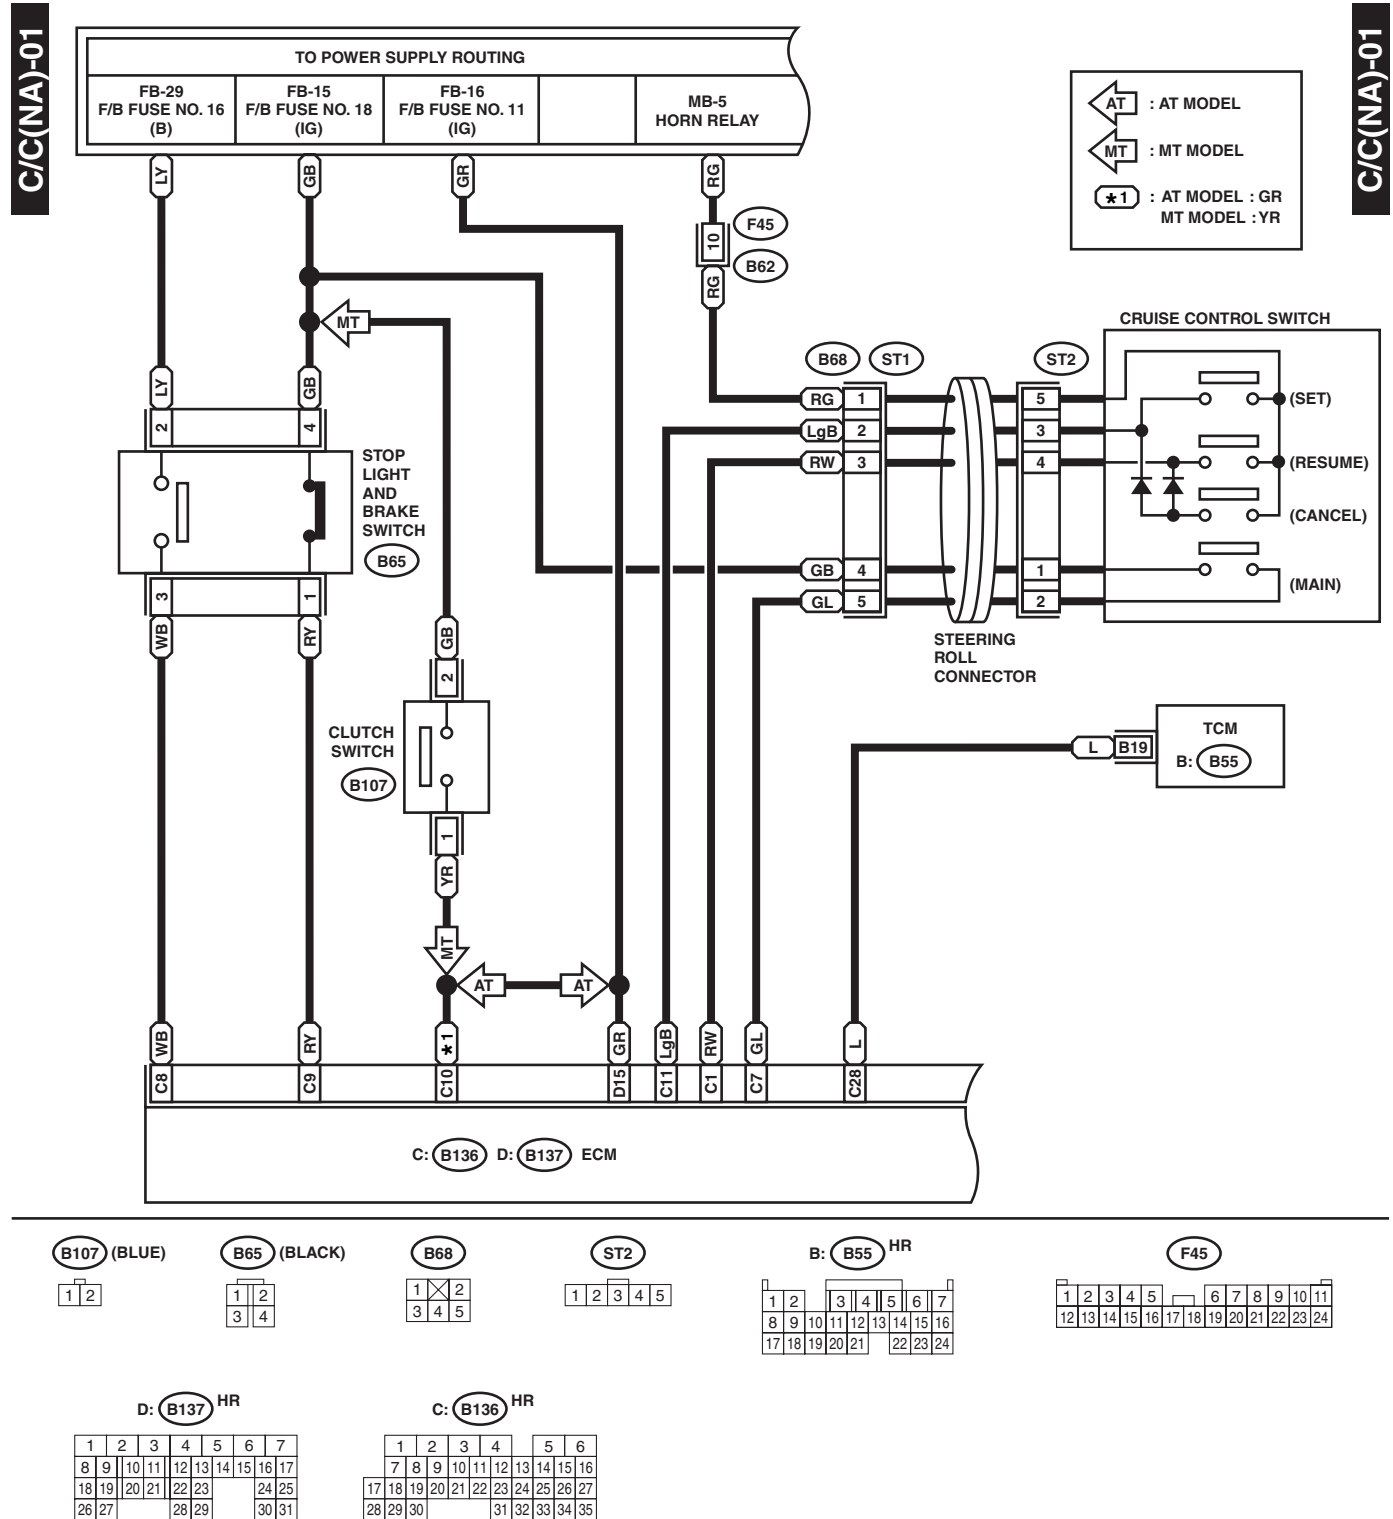 C/C(NA)-01
C/C(NA)-01
TO POWER SUPPLY ROUTING
FB-29
F/B FUSE NO. 16
(B)
FB-15
F/B FUSE NO. 18
(IG)
FB-16
F/B FUSE NO. 11
(IG)
MB-5
HORN RELAY
AT : AT MODEL
MT : MT MODEL
*1 : AT MODEL : GR
MT MODEL : YR
LY
GB
GR
RG
10
F45
B62
RG
MT
LY
GB
2
4
STOP
LIGHT
AND
BRAKE
SWITCH
B65
3
1
WB
RY
CRUISE CONTROL SWITCH
B68
ST1
ST2
RG 1
5
(SET)
LgB 2
3
RW 3
4
(RESUME)
(CANCEL)
GB 4
1
(MAIN)
GL 5
2
STEERING
ROLL
CONNECTOR
GB
2
CLUTCH
SWITCH
B107
1
YR
MT
AT
AT
TCM
B: B55
L B19
WB
RY
*1
GR
LgB
RW
GL
L
C8
C9
C10
D15
C11
C1
C7
C28
C: B136 D: B137 ECM
B107 (BLUE)
1 2
B65 (BLACK)
1 2
3 4
B68
1 2
3 4 5
ST2
1 2 3 4 5
B: B55 HR
1 2 3 4 5 6 7
8 9 10 11 12 13 14 15 16
17 18 19 20 21 22 23 24
F45
1 2 3 4 5 6 7 8 9 10 11
12 13 14 15 16 17 18 19 20 21 22 23 24
D: B137 HR
1 2 3 4 5 6 7
8 9 10 11 12 13 14 15 16 17
18 19 20 21 22 23 24 25
26 27 28 29 30 31
C: B136 HR
1 2 3 4 5 6
7 8 9 10 11 12 13 14 15 16
17 18 19 20 21 22 23 24 25 26 27
28 29 30 31 32 33 34 35